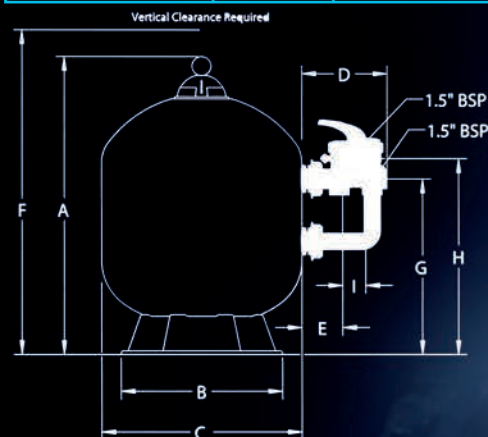 Vertical Clearance Required
D
1.5" BSP
1.5" BSP
F
A
H
G
I
E
B
C